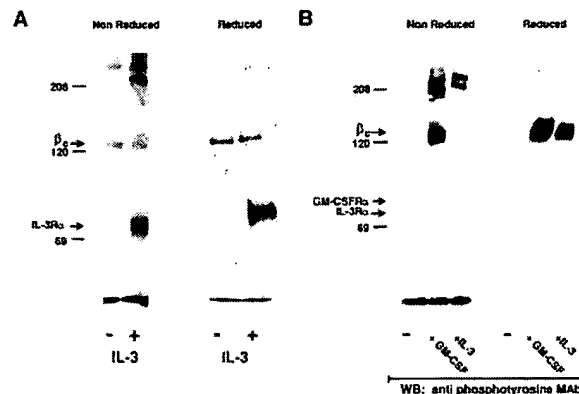 A
Non Reduced
Reduced
208
βc
120
IL-3Rα
69
- + - +
IL-3 IL-3
B
Non Reduced
Reduced
208
βc
120
GM-CSFRα
IL-3Rα
69
- + GM-CSF +IL-3 - + GM-CSF +IL-3
WB: anti phosphotyrosine MAb